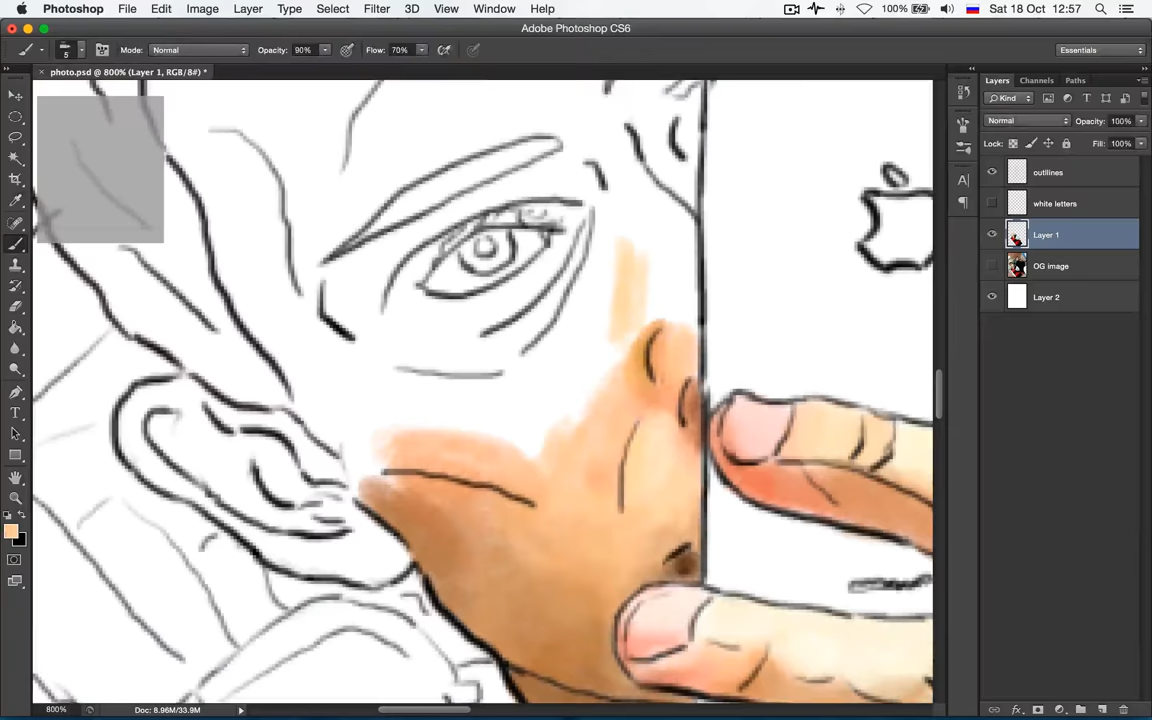 Photoshop File Edit Image Layer Type Select Filter 3D View Window Help 100% Sat 18 Oct 12:57
Adobe Photoshop CS6
5 Mode: Normal Opacity: 90% Flow: 70% Essentials
× photo.psd @ 800% (Layer 1, RGB/8#) *
Layers Channels Paths
Kind
Normal Opacity: 100%
Lock: Fill: 100%
outilines
white letters
Layer 1
OG image
Layer 2
800% Doc: 8.96M/33.9M